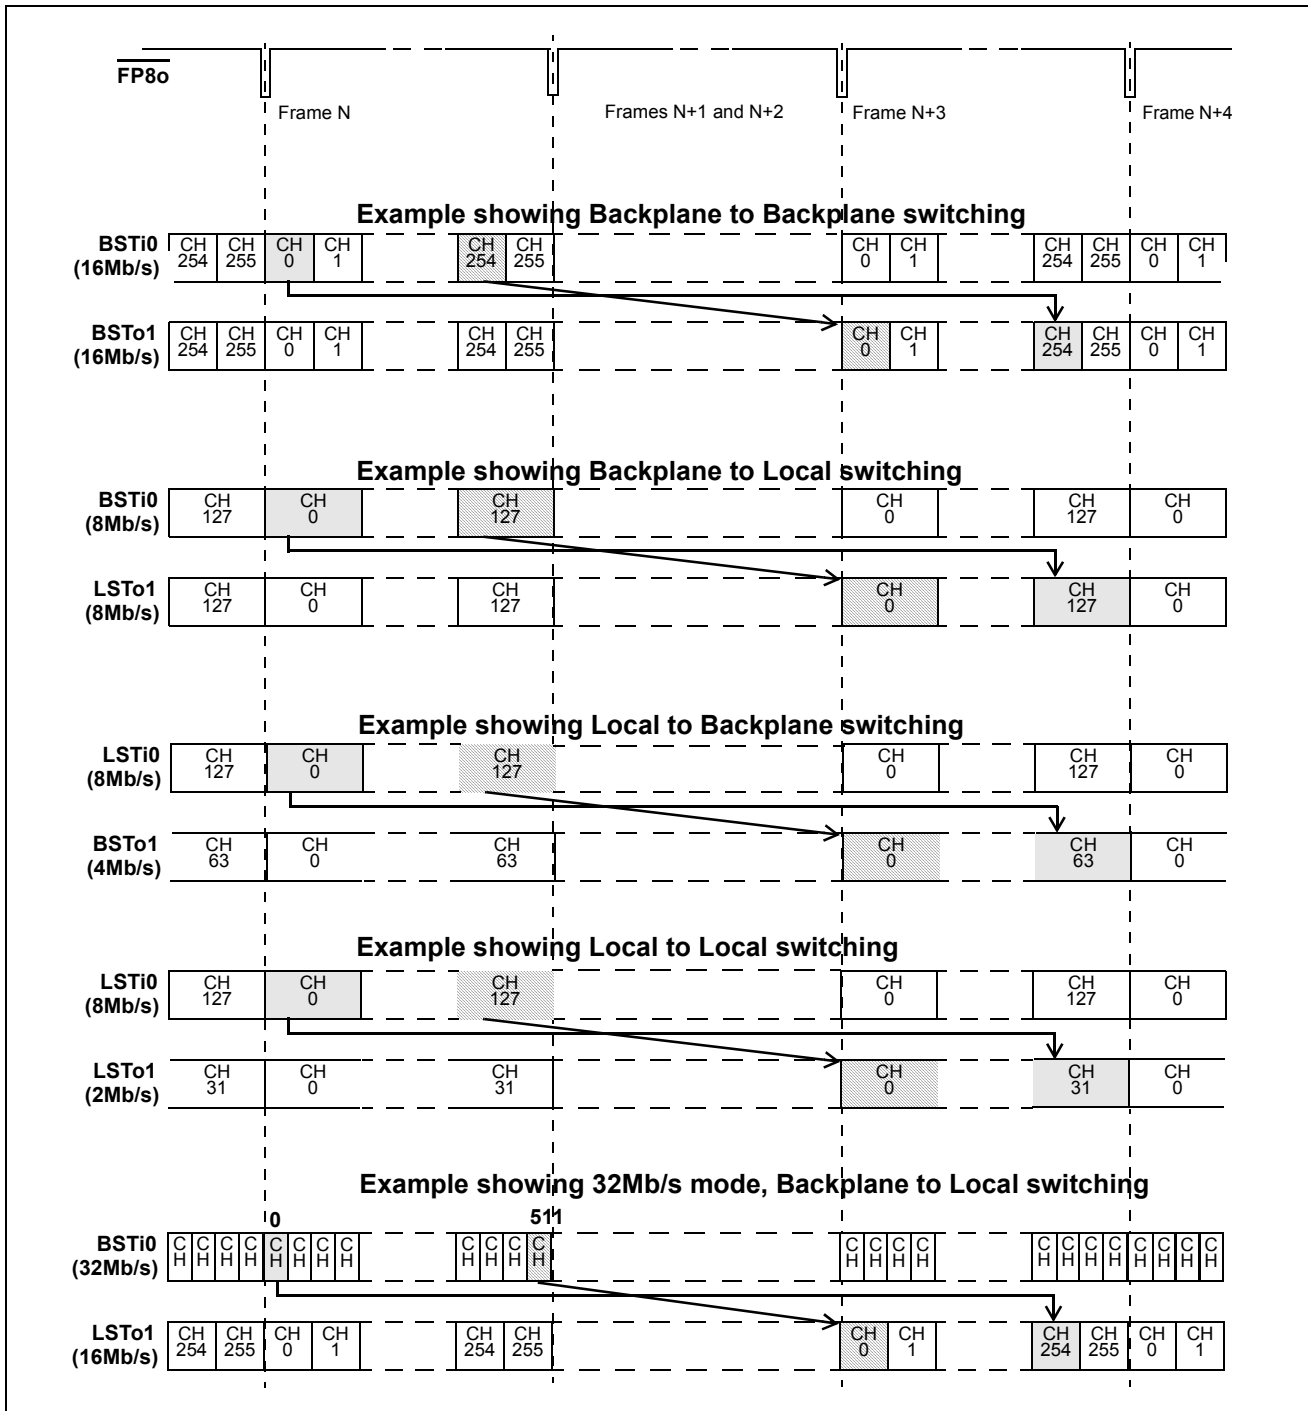 FP8o
Frame N
Frames N+1 and N+2
Frame N+3
Frame N+4
Example showing Backplane to Backplane switching
BSTi0
(16Mb/s)
CH 254 CH 255 CH 0 CH 1 CH 254 CH 255 CH 0 CH 1 CH 254 CH 255 CH 0 CH 1
BSTo1
(16Mb/s)
CH 254 CH 255 CH 0 CH 1 CH 254 CH 255 CH 0 CH 1 CH 254 CH 255 CH 0 CH 1
Example showing Backplane to Local switching
BSTi0
(8Mb/s)
CH 127 CH 0 CH 127 CH 0 CH 127 CH 0
LSTo1
(8Mb/s)
CH 127 CH 0 CH 127 CH 0 CH 127 CH 0
Example showing Local to Backplane switching
LSTi0
(8Mb/s)
CH 127 CH 0 CH 127 CH 0 CH 127 CH 0
BSTo1
(4Mb/s)
CH 63 CH 0 CH 63 CH 0 CH 63 CH 0
Example showing Local to Local switching
LSTi0
(8Mb/s)
CH 127 CH 0 CH 127 CH 0 CH 127 CH 0
LSTo1
(2Mb/s)
CH 31 CH 0 CH 31 CH 0 CH 31 CH 0
Example showing 32Mb/s mode, Backplane to Local switching
0 511
BSTi0
(32Mb/s)
CH CH CH CH CH CH CH CH CH CH CH CH CH CH CH CH CH CH CH CH CH CH CH CH
LSTo1
(16Mb/s)
CH 254 CH 255 CH 0 CH 1 CH 254 CH 255 CH 0 CH 1 CH 254 CH 255 CH 0 CH 1